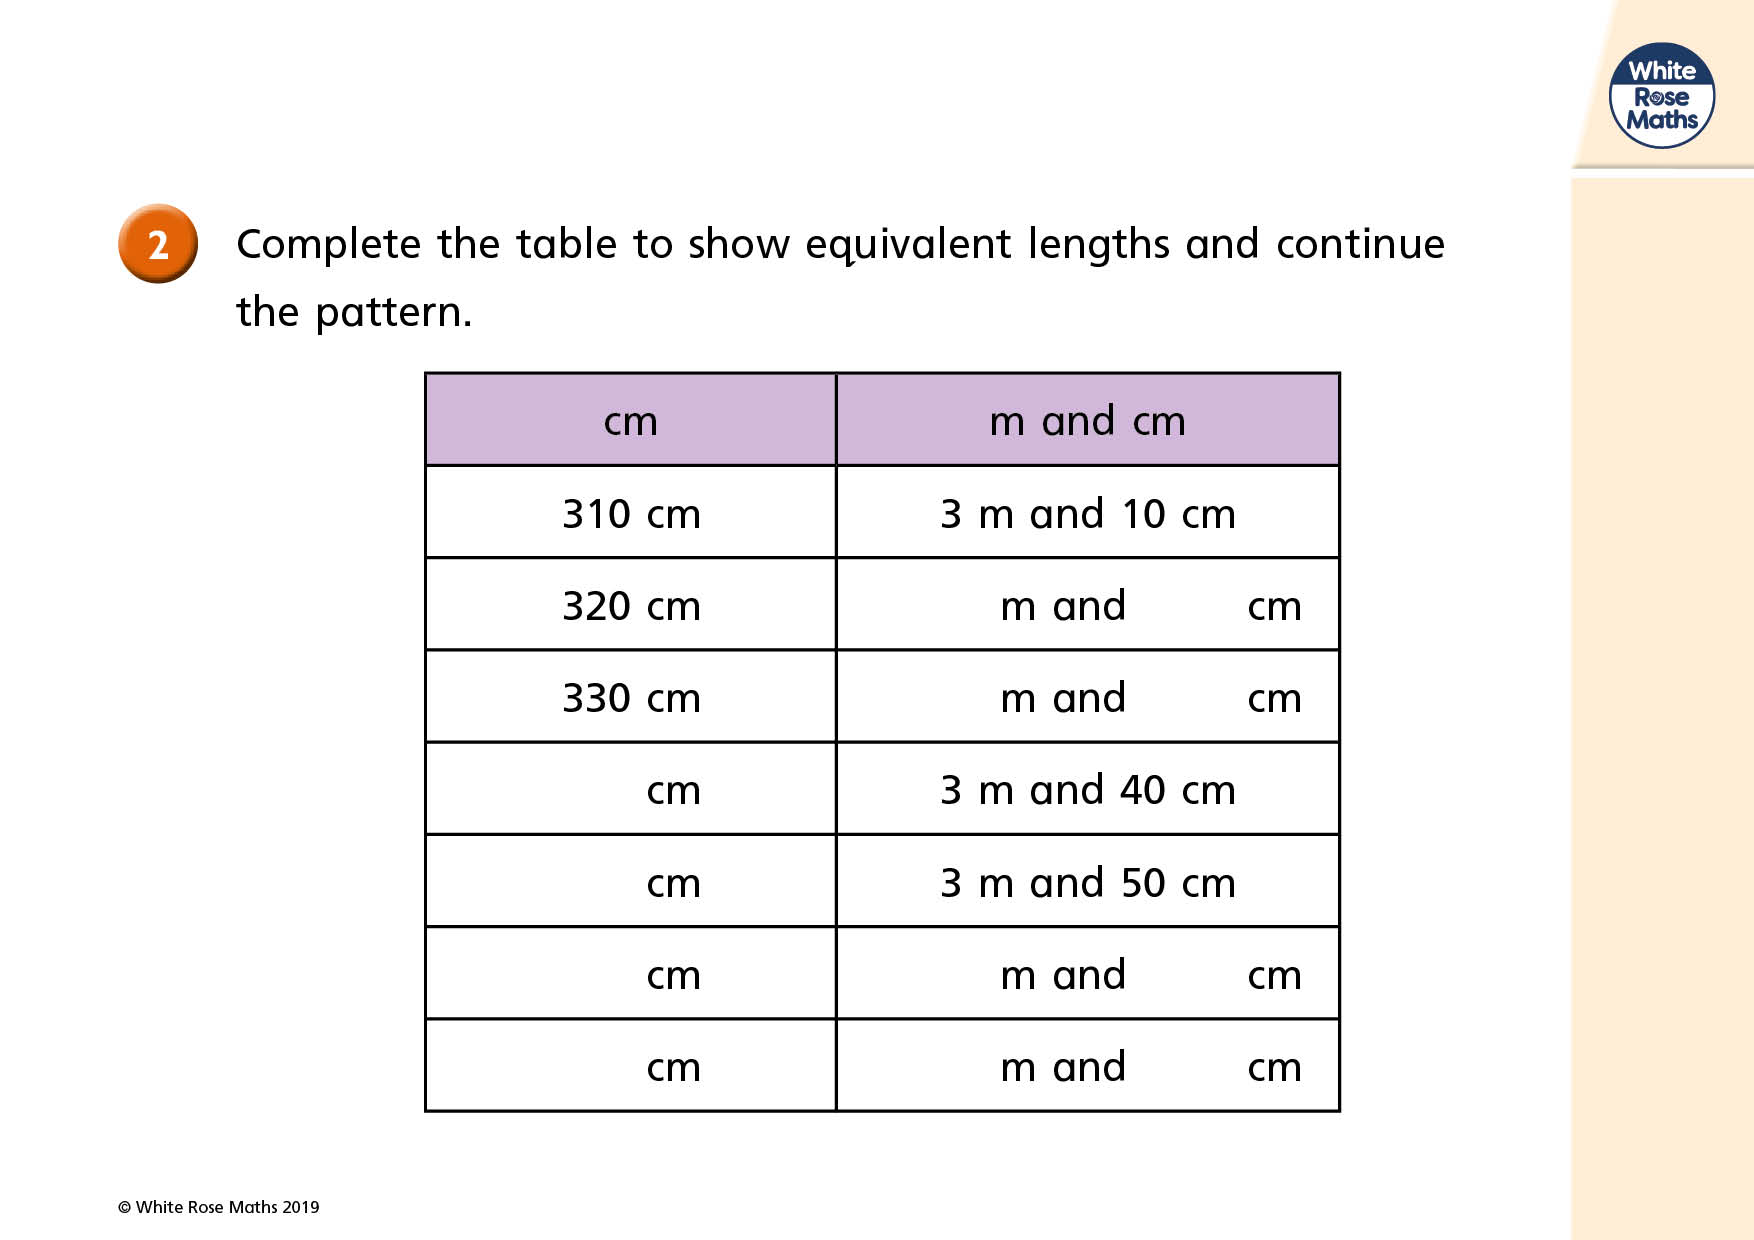 White
Rose
Maths
2 Complete the table to show equivalent lengths and continue
the pattern.
cm m and cm
310 cm 3 m and 10 cm
320 cm m and cm
330 cm m and cm
cm 3 m and 40 cm
cm 3 m and 50 cm
cm m and cm
cm m and cm
© White Rose Maths 2019